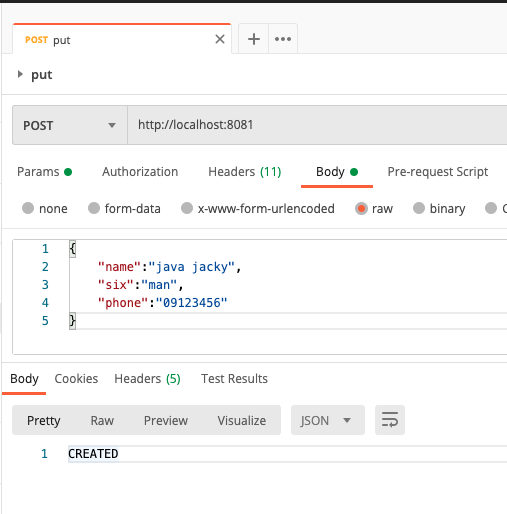 POST put
put
POST http://localhost:8081
Params Authorization Headers (11) Body Pre-request Script
none form-data x-www-form-urlencoded raw binary
1 {
2 "name":"java jacky",
3 "six":"man",
4 "phone":"09123456"
5 }
Body Cookies Headers (5) Test Results
Pretty Raw Preview Visualize JSON
1 CREATED